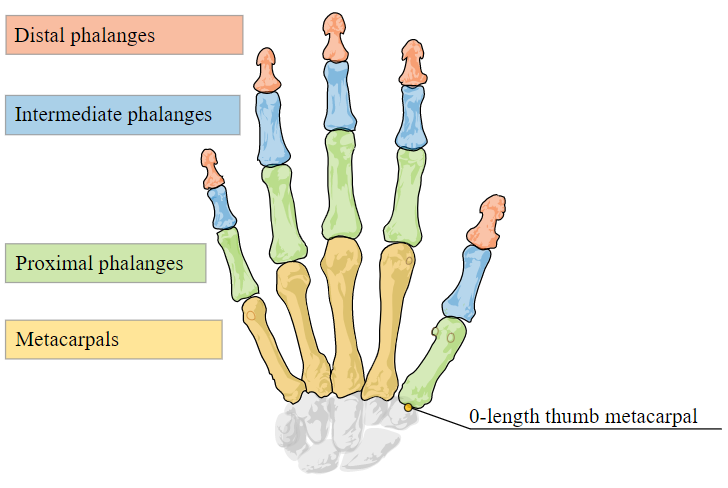 Distal phalanges
Intermediate phalanges
Proximal phalanges
Metacarpals
0-length thumb metacarpal